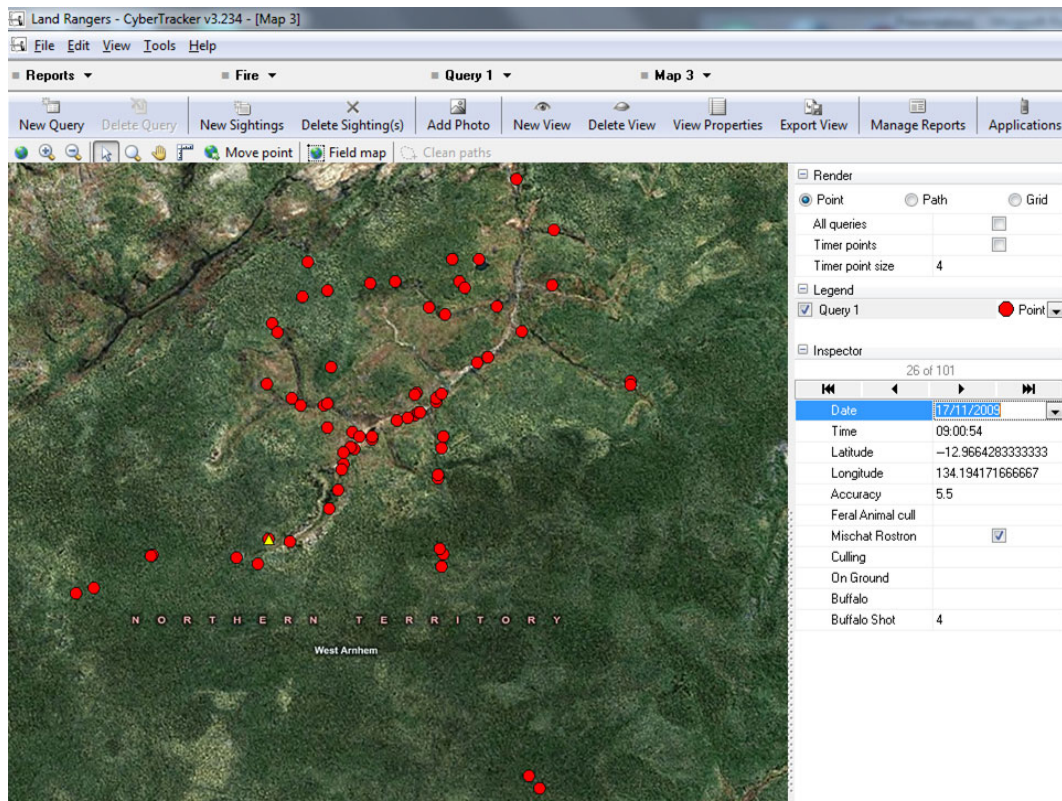 Land Rangers - CyberTracker v3.234 - [Map 3]
File Edit View Tools Help
Reports Fire Query 1 Map 3
New Query Delete Query New Sightings Delete Sighting(s) Add Photo New View Delete View View Properties Export View Manage Reports Applications
Move point Field map Clean paths
Render
Point Path Grid
All queries
Timer points
Timer point size 4
Legend
Query 1 Point
Inspector
26 of 101
Date 17/11/2009
Time 09:00:54
Latitude -12.9664283333333
Longitude 134.194171666667
Accuracy 5.5
Feral Animal cull
Mischat Rostron
Culling
On Ground
Buffalo
Buffalo Shot 4
NORTHERN TERRITORY
West Arnhem